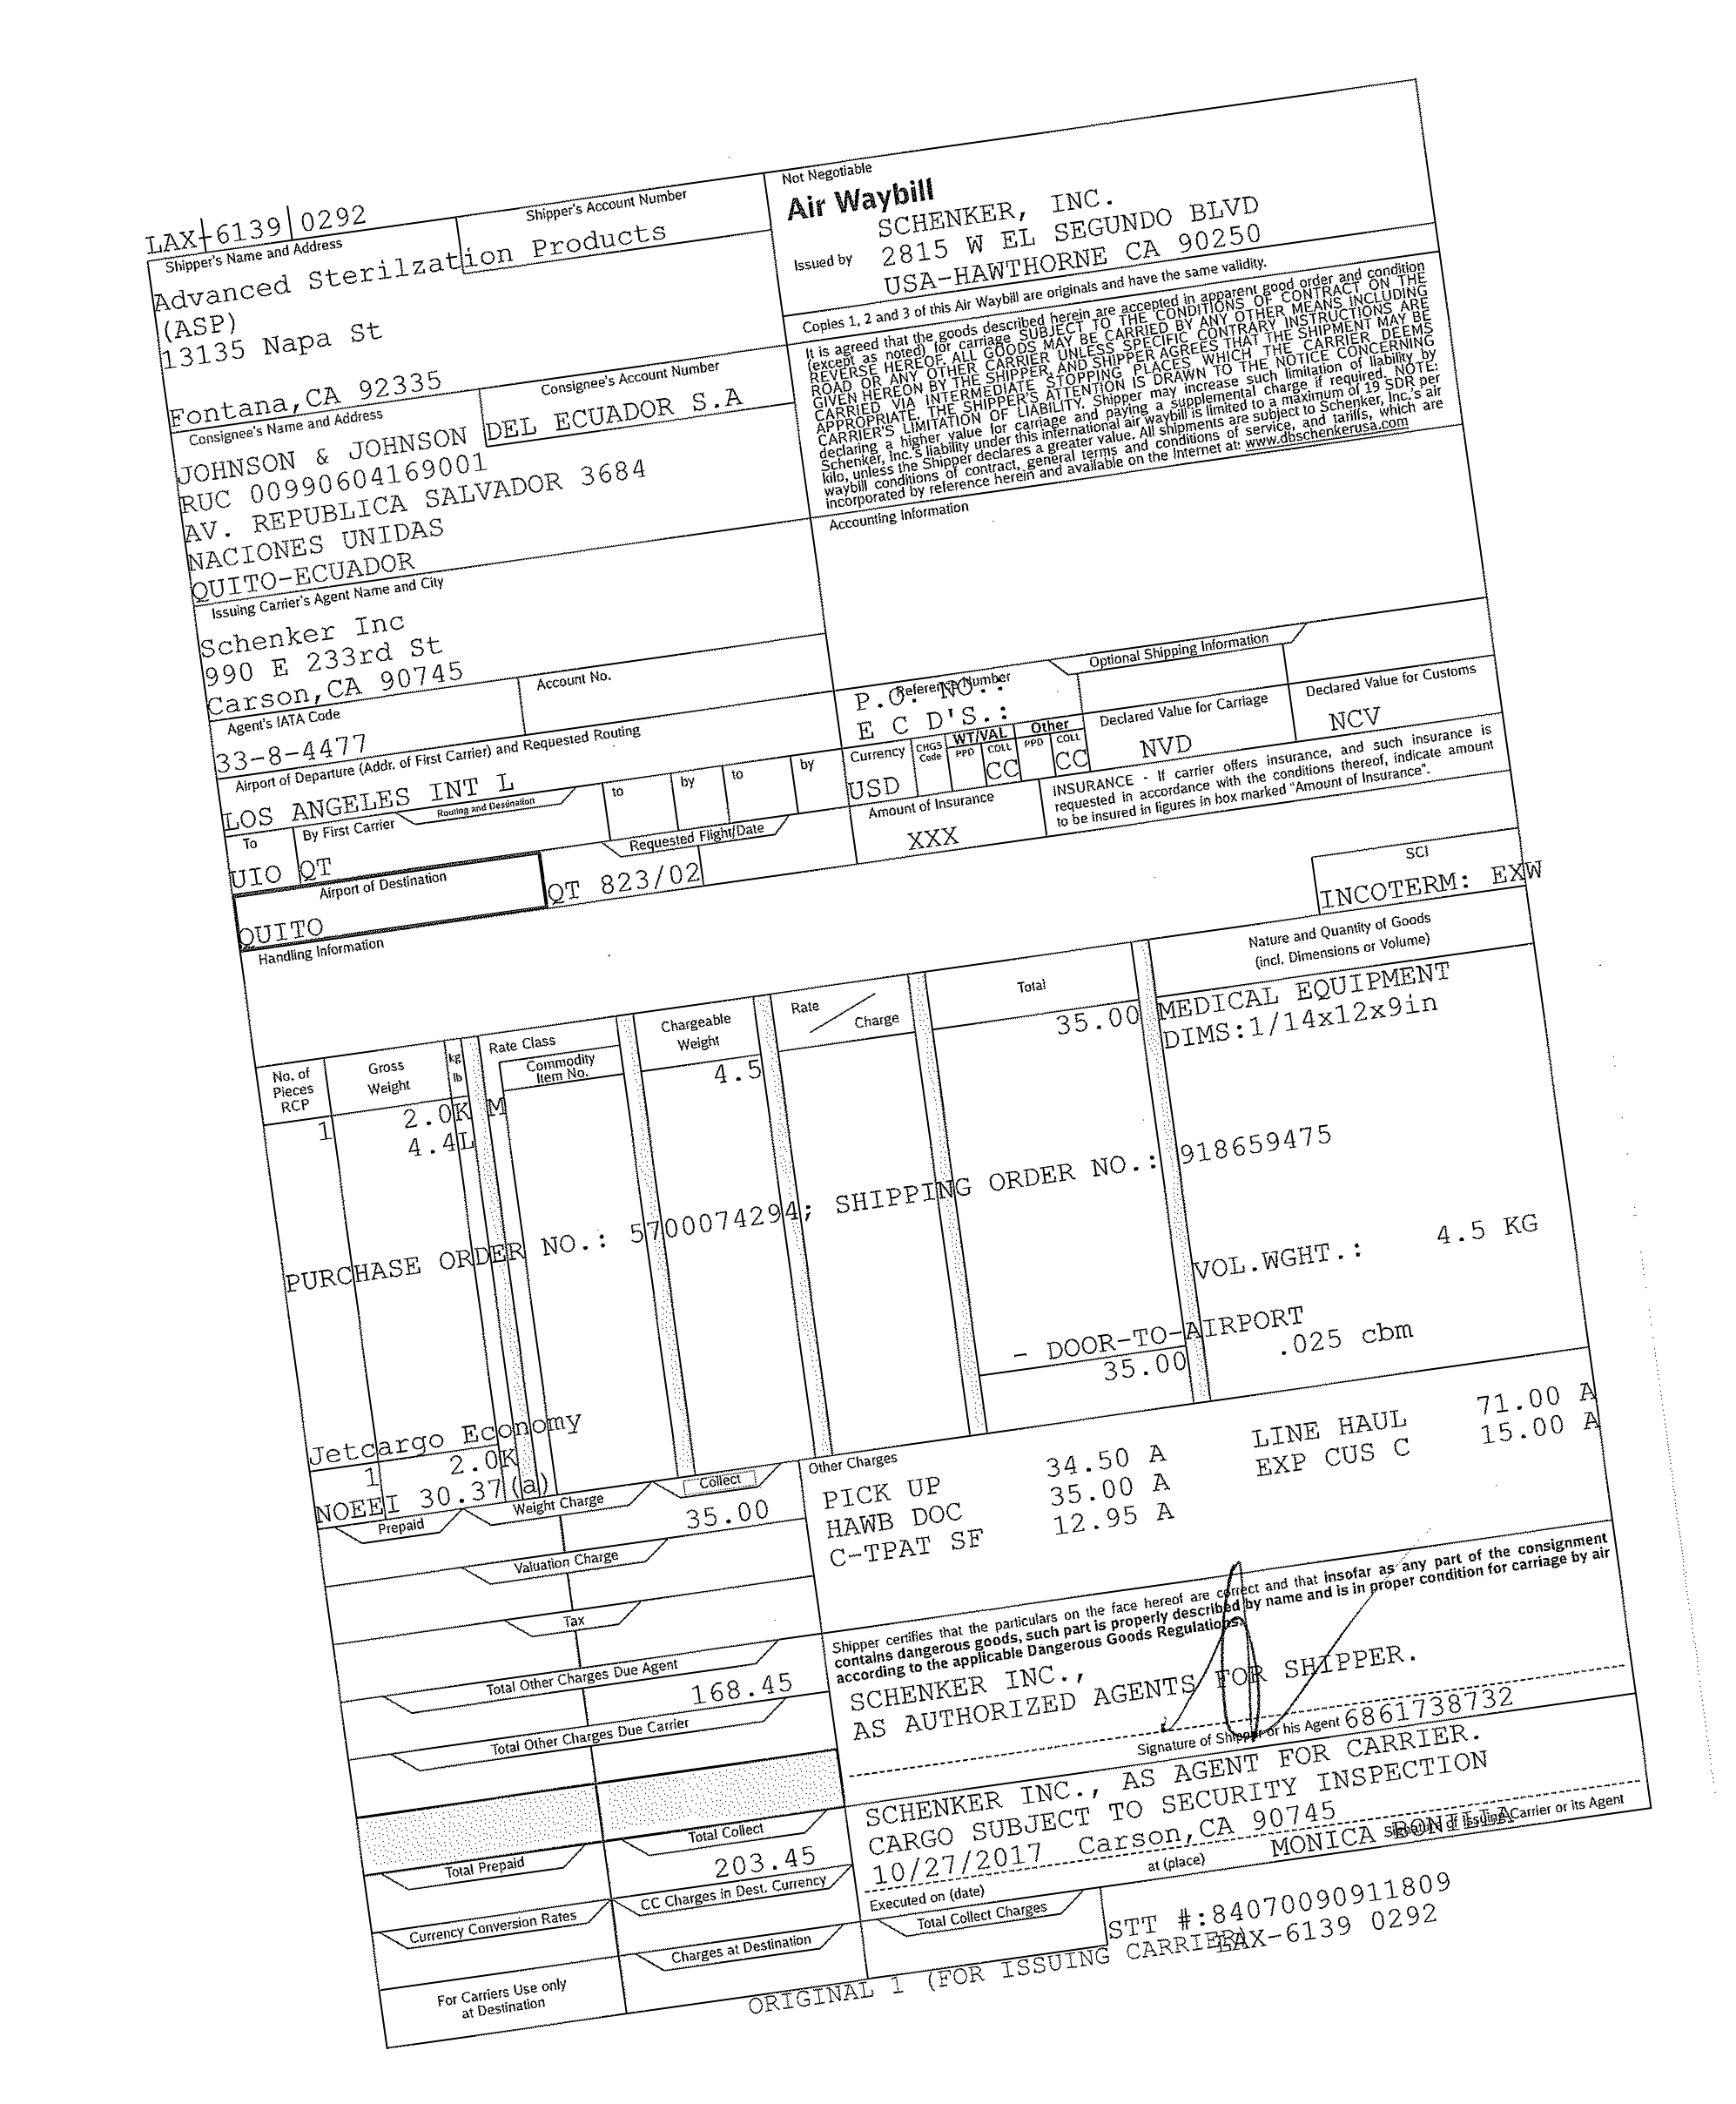 LAX 6139 0292
Shipper's Name and Address
Shipper's Account Number
Advanced Sterilzation Products
(ASP)
13135 Napa St
Fontana,CA 92335
Consignee's Name and Address
Consignee's Account Number
JOHNSON & JOHNSON DEL ECUADOR S.A
RUC 00990604169001
AV. REPUBLICA SALVADOR 3684
NACIONES UNIDAS
QUITO-ECUADOR
Issuing Carrier's Agent Name and City
Schenker Inc
990 E 233rd St
Carson,CA 90745
Agent's IATA Code
Account No.
33-8-4477
Airport of Departure (Addr. of First Carrier) and Requested Routing
LOS ANGELES INT L
To
By First Carrier
Routing and Destination
to
by
to
by
UIO QT
Airport of Destination
Requested Flight/Date
QT 823/02
QUITO
Not Negotiable
Air Waybill
Issued by
SCHENKER, INC.
2815 W EL SEGUNDO BLVD
USA-HAWTHORNE CA 90250
Copies 1, 2 and 3 of this Air Waybill are originals and have the same validity.
It is agreed that the goods described herein are accepted in apparent good order and condition
(except as noted) for carriage SUBJECT TO THE CONDITIONS OF CONTRACT ON THE
REVERSE HEREOF. ALL GOODS MAY BE CARRIED BY ANY OTHER MEANS INCLUDING
ROAD OR ANY OTHER CARRIER UNLESS SPECIFIC CONTRARY INSTRUCTIONS ARE
GIVEN HEREON BY THE SHIPPER, AND SHIPPER AGREES THAT THE SHIPMENT MAY BE
CARRIED VIA INTERMEDIATE STOPPING PLACES WHICH THE CARRIER DEEMS
APPROPRIATE. THE SHIPPER'S ATTENTION IS DRAWN TO THE NOTICE CONCERNING
CARRIER'S LIMITATION OF LIABILITY. Shipper may increase such limitation of liability by
declaring a higher value for carriage and paying a supplemental charge if required. NOTE:
Schenker, Inc.'s liability under this international air waybill is limited to a maximum of 19 SDR per
kilo, unless the Shipper declares a greater value. All shipments are subject to Schenker, Inc.'s air
waybill conditions of contract, general terms and conditions of service, and tariffs, which are
incorporated by reference herein and available on the Internet at: www.dbschenkerusa.com
Accounting Information
Reference Number
Optional Shipping Information
P.O. NO.:
E C D'S.:
Currency
CHGS Code
WT/VAL
PPD
COLL
Other
PPD
COLL
Declared Value for Carriage
Declared Value for Customs
USD CC CC NVD NCV
Amount of Insurance
XXX
INSURANCE - If carrier offers insurance, and such insurance is
requested in accordance with the conditions thereof, indicate amount
to be insured in figures in box marked "Amount of Insurance".
Handling Information
SCI
INCOTERM: EXW
No. of Pieces RCP
Gross Weight
kg lb
Rate Class
Commodity Item No.
Chargeable Weight
Rate / Charge
Total
Nature and Quantity of Goods
(incl. Dimensions or Volume)
1 2.0K M 4.5 35.00 MEDICAL EQUIPMENT
4.4L DIMS:1/14x12x9in
PURCHASE ORDER NO.: 5700074294; SHIPPING ORDER NO.: 918659475
VOL.WGHT.: 4.5 KG
- DOOR-TO-AIRPORT
35.00 .025 cbm
Jetcargo Economy
1 2.0K
NOEEI 30.37(a)
Prepaid
Weight Charge
Collect
35.00
Valuation Charge
Tax
Total Other Charges Due Agent
168.45
Total Other Charges Due Carrier
Total Prepaid
Total Collect
203.45
Currency Conversion Rates
CC Charges in Dest. Currency
For Carriers Use only
at Destination
Charges at Destination
Other Charges
PICK UP 34.50 A LINE HAUL 71.00 A
HAWB DOC 35.00 A EXP CUS C 15.00 A
C-TPAT SF 12.95 A
Shipper certifies that the particulars on the face hereof are correct and that insofar as any part of the consignment
contains dangerous goods, such part is properly described by name and is in proper condition for carriage by air
according to the applicable Dangerous Goods Regulations.
SCHENKER INC.,
AS AUTHORIZED AGENTS FOR SHIPPER.
Signature of Shipper or his Agent 6861738732
SCHENKER INC., AS AGENT FOR CARRIER.
CARGO SUBJECT TO SECURITY INSPECTION
10/27/2017 Carson,CA 90745
MONICA BONILLA
Executed on (date)
at (place)
Signature of Issuing Carrier or its Agent
Total Collect Charges
STT #:84070090911809
LAX-6139 0292
ORIGINAL 1 (FOR ISSUING CARRIER)